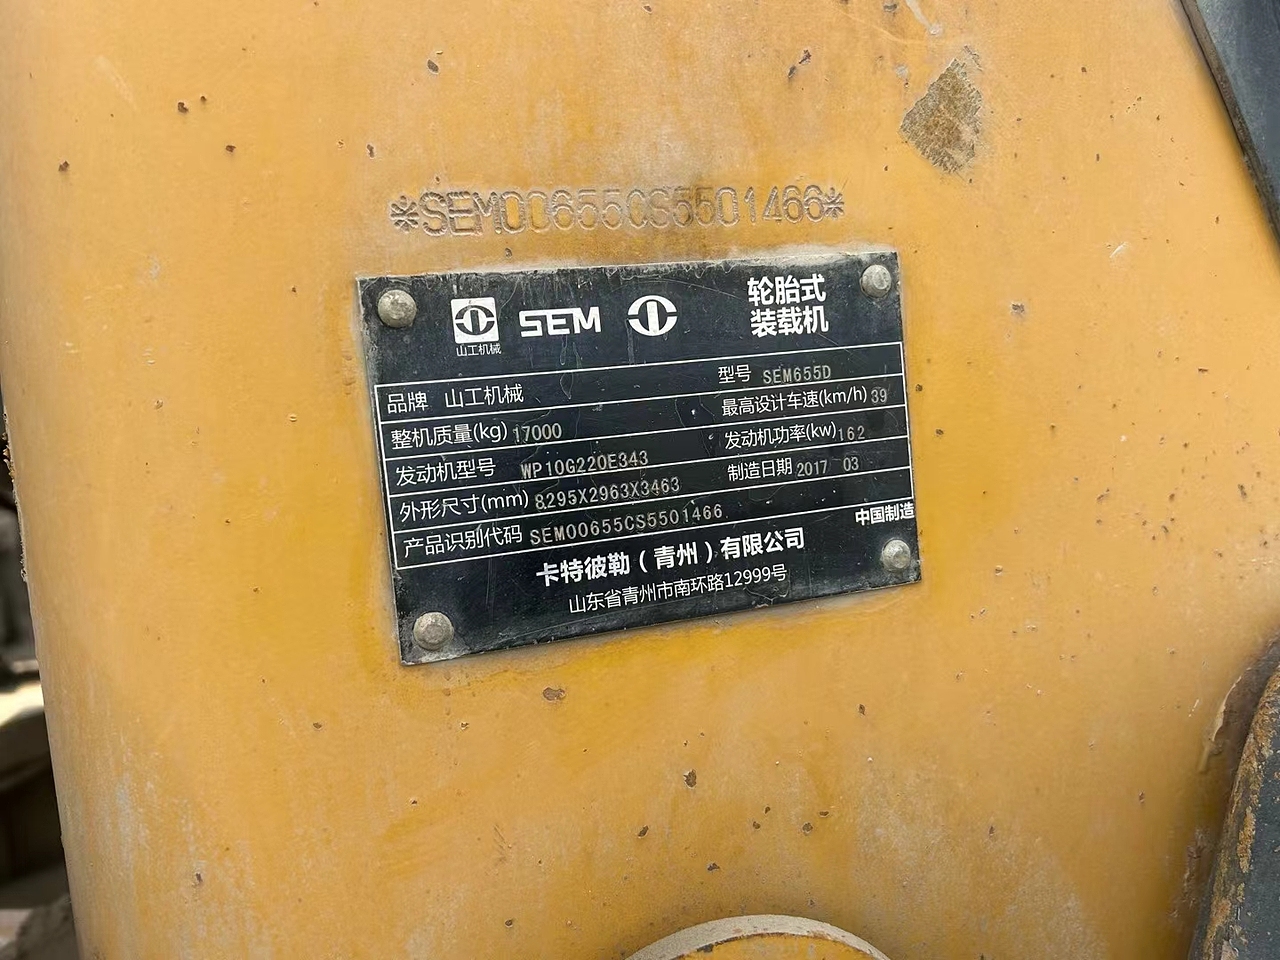 *SEM00655CS5501466*
山工机械
SEM
轮胎式
装载机
品牌 山工机械 型号 SEM655D
整机质量(kg) 17000 最高设计车速(km/h) 39
发动机型号 WP10G220E343 发动机功率(kw) 162
外形尺寸(mm) 8295X2963X3463 制造日期 2017 03
产品识别代码 SEM00655CS5501466
中国制造
卡特彼勒（青州）有限公司
山东省青州市南环路12999号